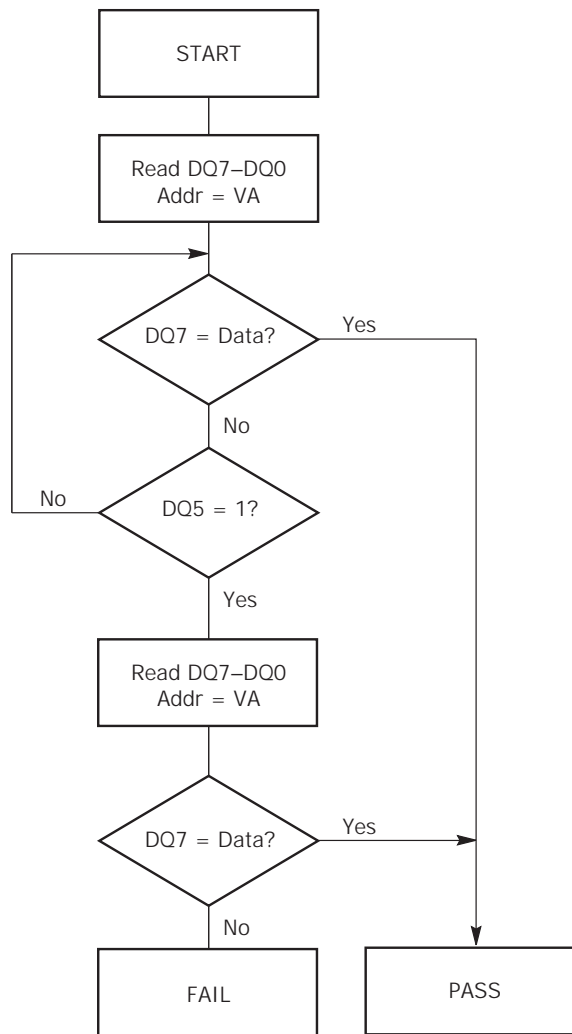 START
Read DQ7–DQ0
Addr = VA
DQ7 = Data?
Yes
No
No
DQ5 = 1?
Yes
Read DQ7–DQ0
Addr = VA
DQ7 = Data?
Yes
No
FAIL
PASS